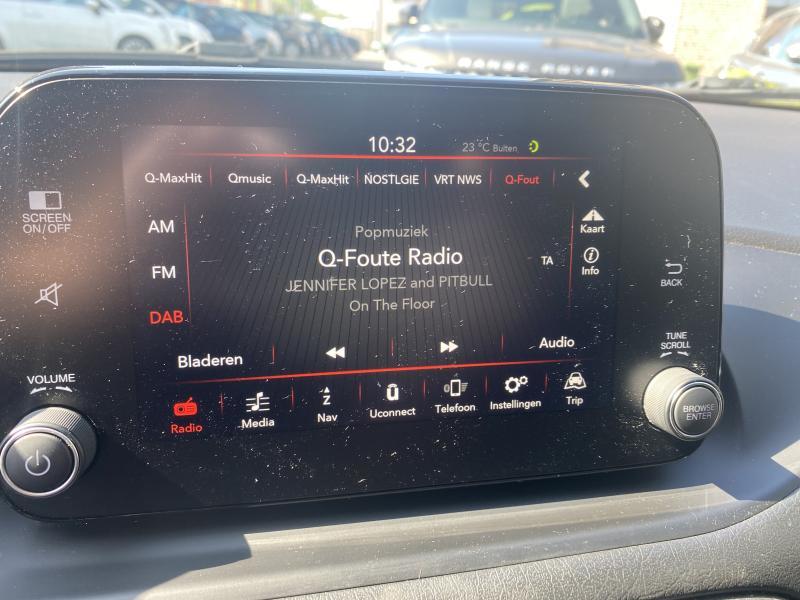 RANGE ROVER
10:32
23 °C Buiten
Q-MaxHit
Qmusic
Q-MaxHit
NOSTLGIE
VRT NWS
Q-Fout
SCREEN
ON/OFF
AM
FM
DAB
Popmuziek
Q-Foute Radio
JENNIFER LOPEZ and PITBULL
On The Floor
TA
Kaart
i
Info
BACK
Bladeren
Audio
TUNE
SCROLL
VOLUME
Radio
Media
Z
Nav
Uconnect
Telefoon
Instellingen
Trip
BROWSE
ENTER